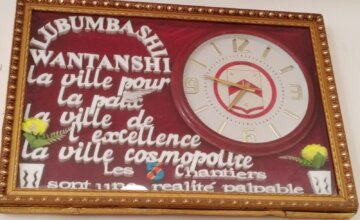 LUBUMBASHI
WANTANSHI
la ville pour
la paix
la ville de
l'excellence
la ville cosmopolite
Les Chantiers
sont une realité palpable